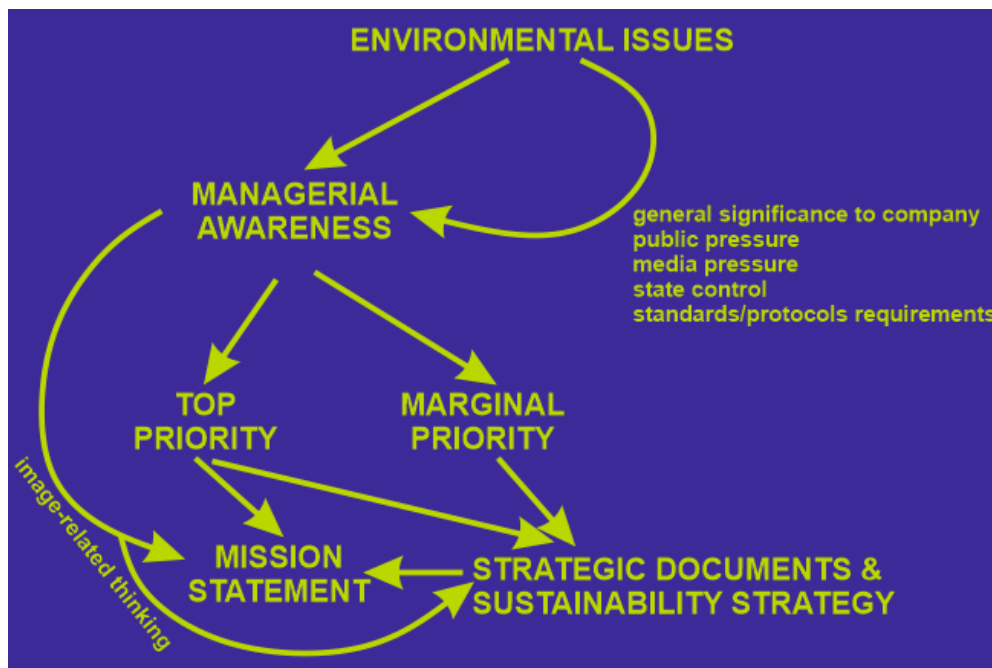 ENVIRONMENTAL ISSUES
MANAGERIAL
AWARENESS
general significance to company
public pressure
media pressure
state control
standards/protocols requirements
TOP
PRIORITY
MARGINAL
PRIORITY
image-related thinking
MISSION
STATEMENT
STRATEGIC DOCUMENTS &
SUSTAINABILITY STRATEGY